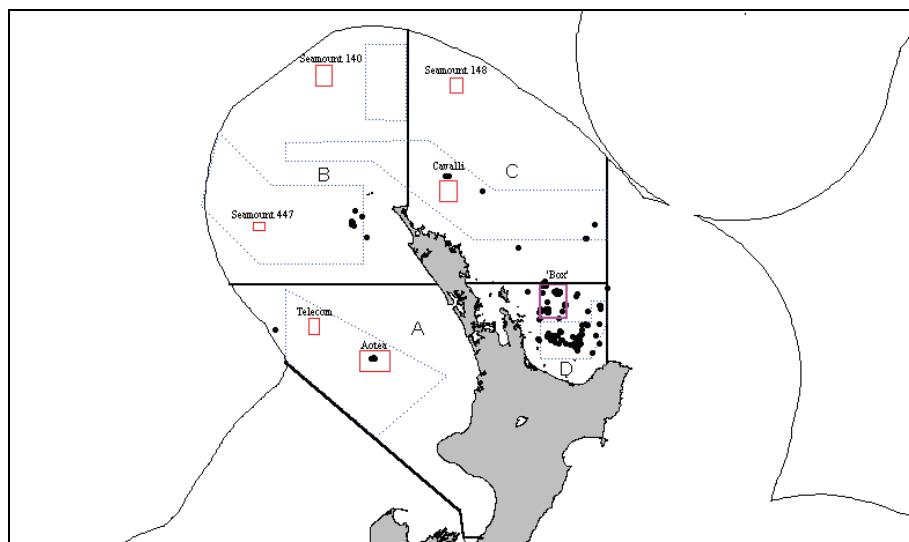 Seamount 140
Seamount 148
Cavalli
C
B
Seamount 447
'Box'
Telecom
A
Aotea
D